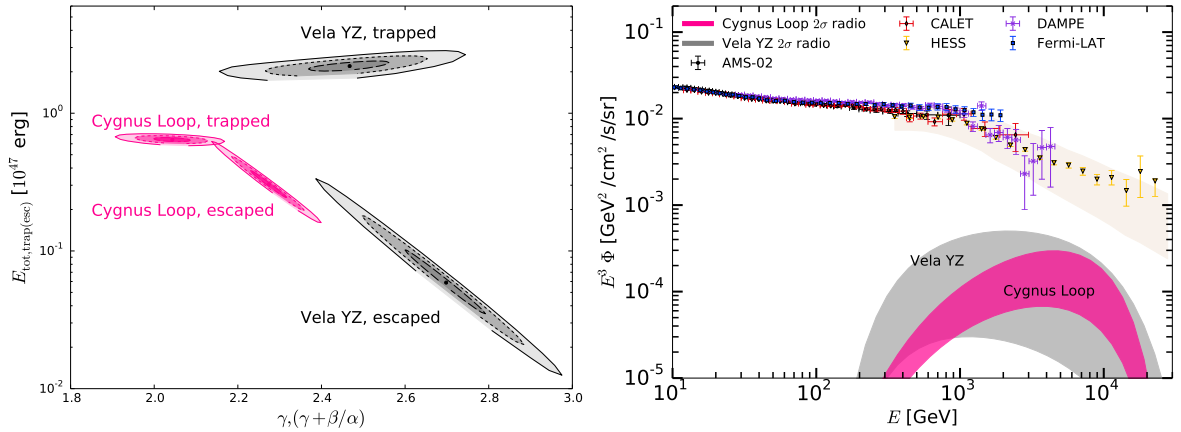 Vela YZ, trapped
Cygnus Loop, trapped
Cygnus Loop, escaped
Vela YZ, escaped
E_tot,trap(esc) [10^47 erg]
10^0
10^-1
10^-2
1.8 2.0 2.2 2.4 2.6 2.8 3.0
γ,(γ+β/α)
Cygnus Loop 2σ radio
Vela YZ 2σ radio
AMS-02
CALET
HESS
DAMPE
Fermi-LAT
E^3 Φ [GeV^2 /cm^2 /s/sr]
10^-1
10^-2
10^-3
10^-4
10^-5
Vela YZ
Cygnus Loop
10^1 10^2 10^3 10^4
E [GeV]